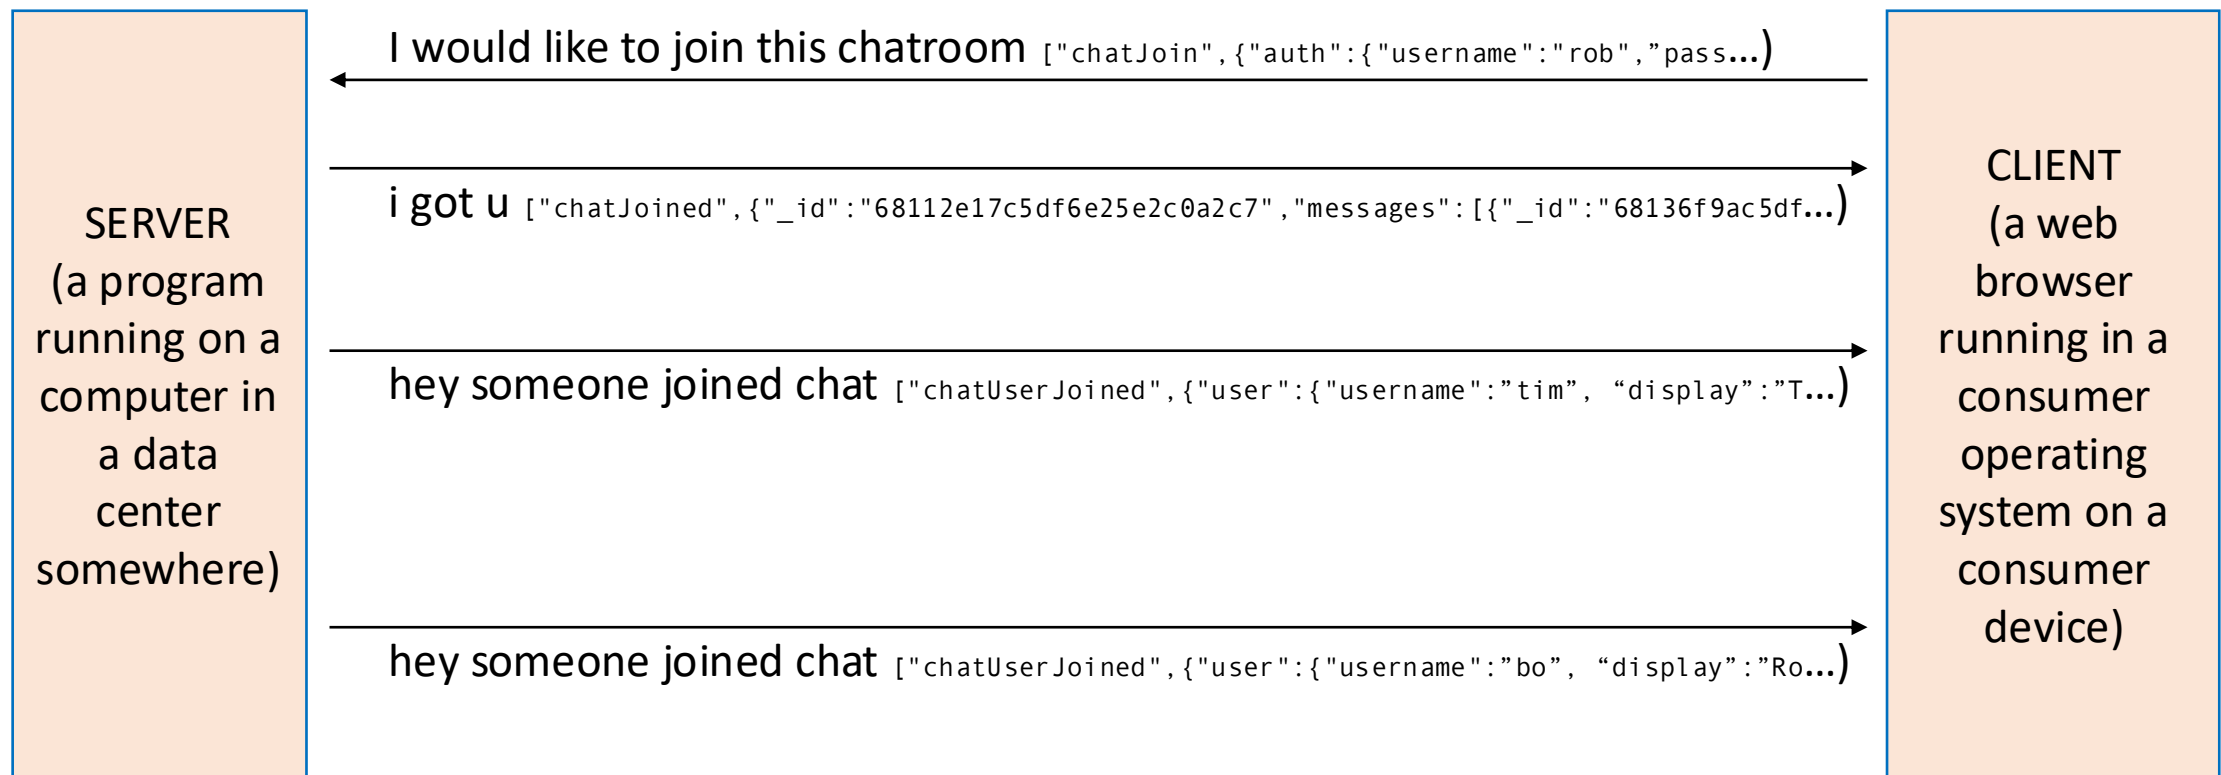 I would like to join this chatroom ["chatJoin",{"auth":{"username":"rob",”pass...)
i got u ["chatJoined",{"_id":"68112e17c5df6e25e2c0a2c7","messages":[{"_id":"68136f9ac5df...)
hey someone joined chat ["chatUserJoined",{"user":{"username":”tim”, “display”:”T...)
hey someone joined chat ["chatUserJoined",{"user":{"username":”bo”, “display”:”Ro...)
SERVER
(a program
running on a
computer in
a data
center
somewhere)
CLIENT
(a web
browser
running in a
consumer
operating
system on a
consumer
device)